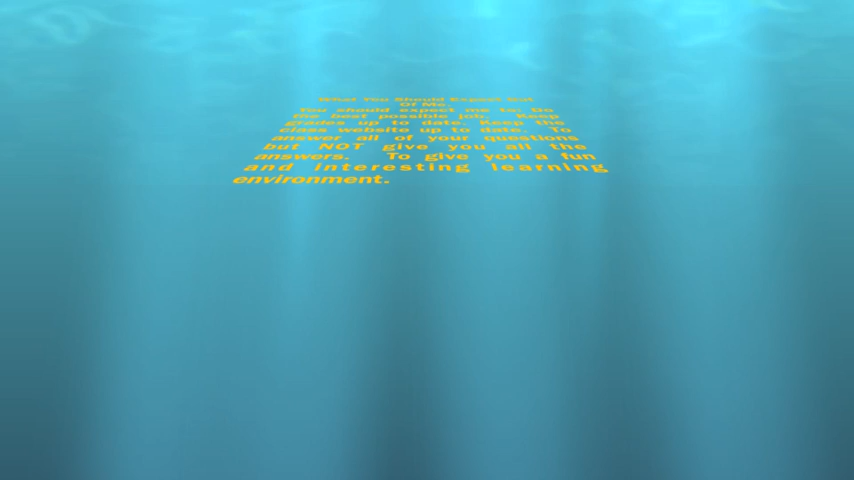 What You Should Expect Out
Of Me.
You should expect me to: Do
the best possible job. Keep
grades up to date. Keep the
class website up to date. To
answer all of your questions
but NOT give you all the
answers. To give you a fun
and interesting learning
environment.